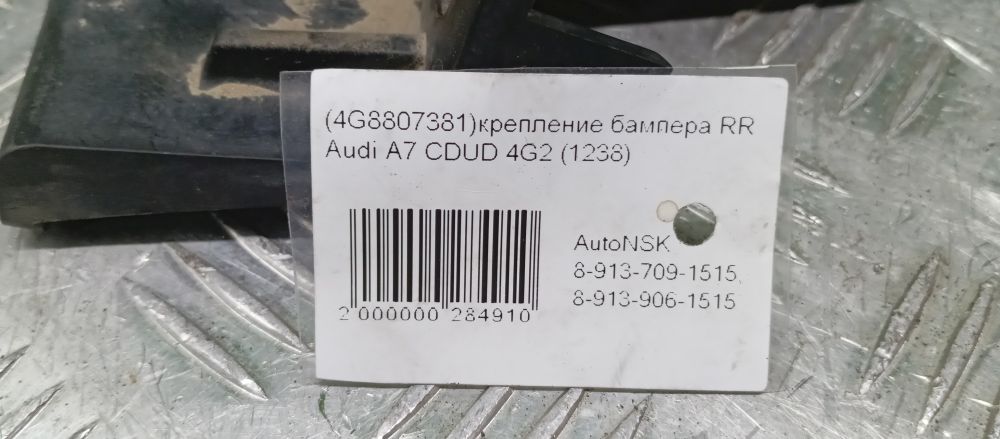 (4G8807381)крепление бампера RR
Audi A7 CDUD 4G2 (1238)
AutoNSK
8-913-709-1515,
8-913-906-1515
2 000000 284910